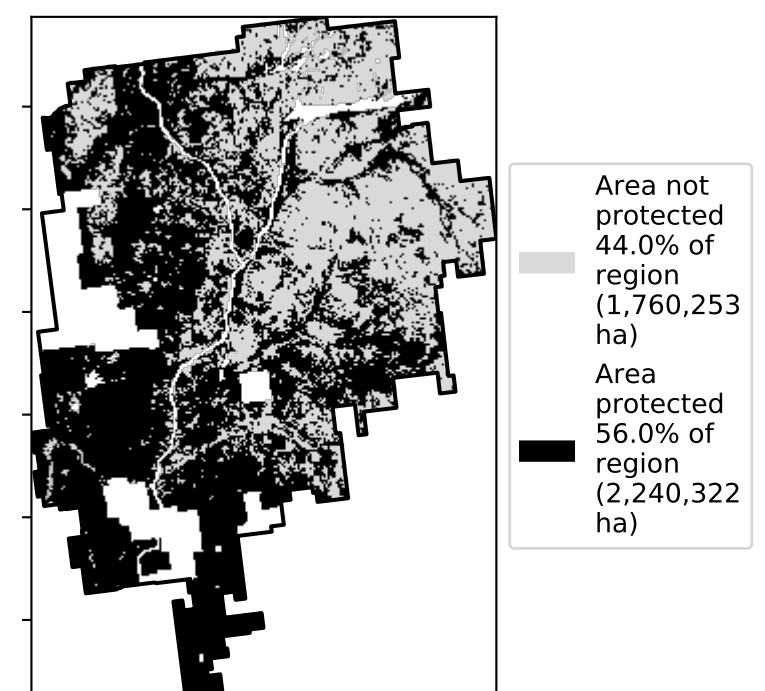 Area not
protected
44.0% of
region
(1,760,253
ha)
Area
protected
56.0% of
region
(2,240,322
ha)